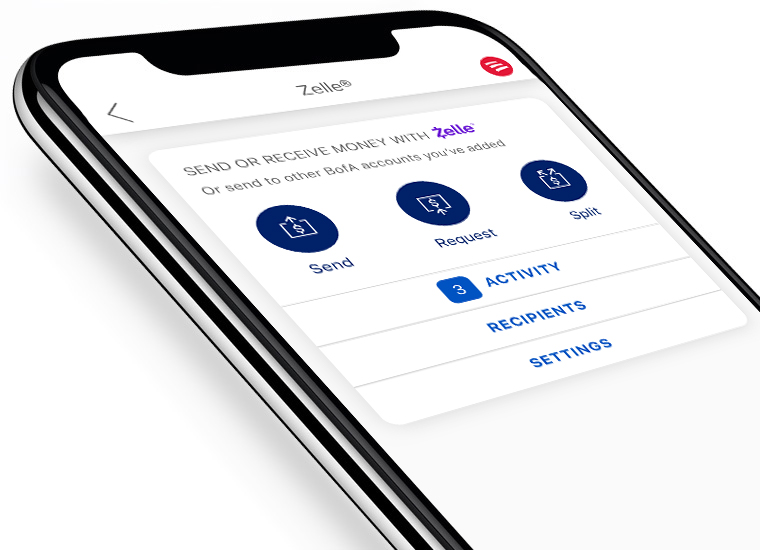 Zelle®
SEND OR RECEIVE MONEY WITH Zelle
Or send to other BofA accounts you've added
Send
Request
Split
3 ACTIVITY
RECIPIENTS
SETTINGS